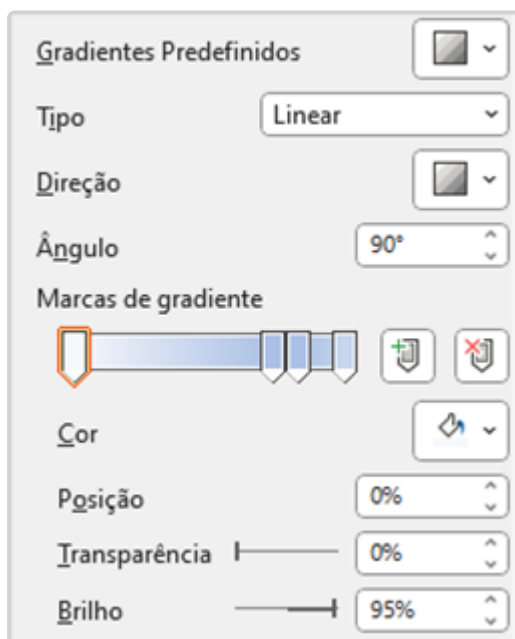 Gradientes Predefinidos
Tipo Linear
Direção
Ângulo 90°
Marcas de gradiente
Cor
Posição 0%
Transparência 0%
Brilho 95%